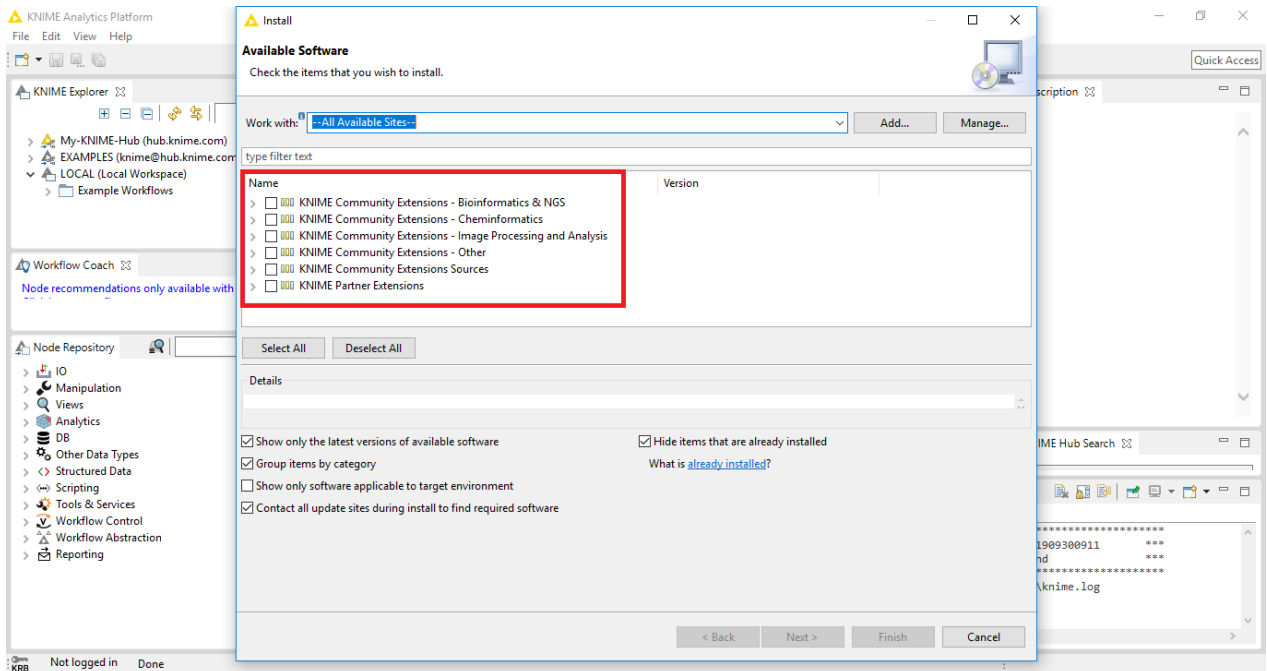 KNIME Analytics Platform
File Edit View Help
Quick Access
KNIME Explorer
My-KNIME-Hub (hub.knime.com)
EXAMPLES (knime@hub.knime.com
LOCAL (Local Workspace)
Example Workflows
Workflow Coach
Node recommendations only available with
Node Repository
IO
Manipulation
Views
Analytics
DB
Other Data Types
Structured Data
Scripting
Tools & Services
Workflow Control
Workflow Abstraction
Reporting
KRB Not logged in Done
Install
Available Software
Check the items that you wish to install.
Work with: --All Available Sites-- Add... Manage...
type filter text
Name Version
KNIME Community Extensions - Bioinformatics & NGS
KNIME Community Extensions - Cheminformatics
KNIME Community Extensions - Image Processing and Analysis
KNIME Community Extensions - Other
KNIME Community Extensions Sources
KNIME Partner Extensions
Select All Deselect All
Details
Show only the latest versions of available software Hide items that are already installed
Group items by category What is already installed?
Show only software applicable to target environment
Contact all update sites during install to find required software
< Back Next > Finish Cancel
scription
IME Hub Search
*********************
1909300911 ***
nd ***
*********************
\knime.log